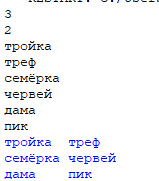 3
2
тройка
треф
семёрка
червей
дама
пик
тройка треф
семёрка червей
дама пик